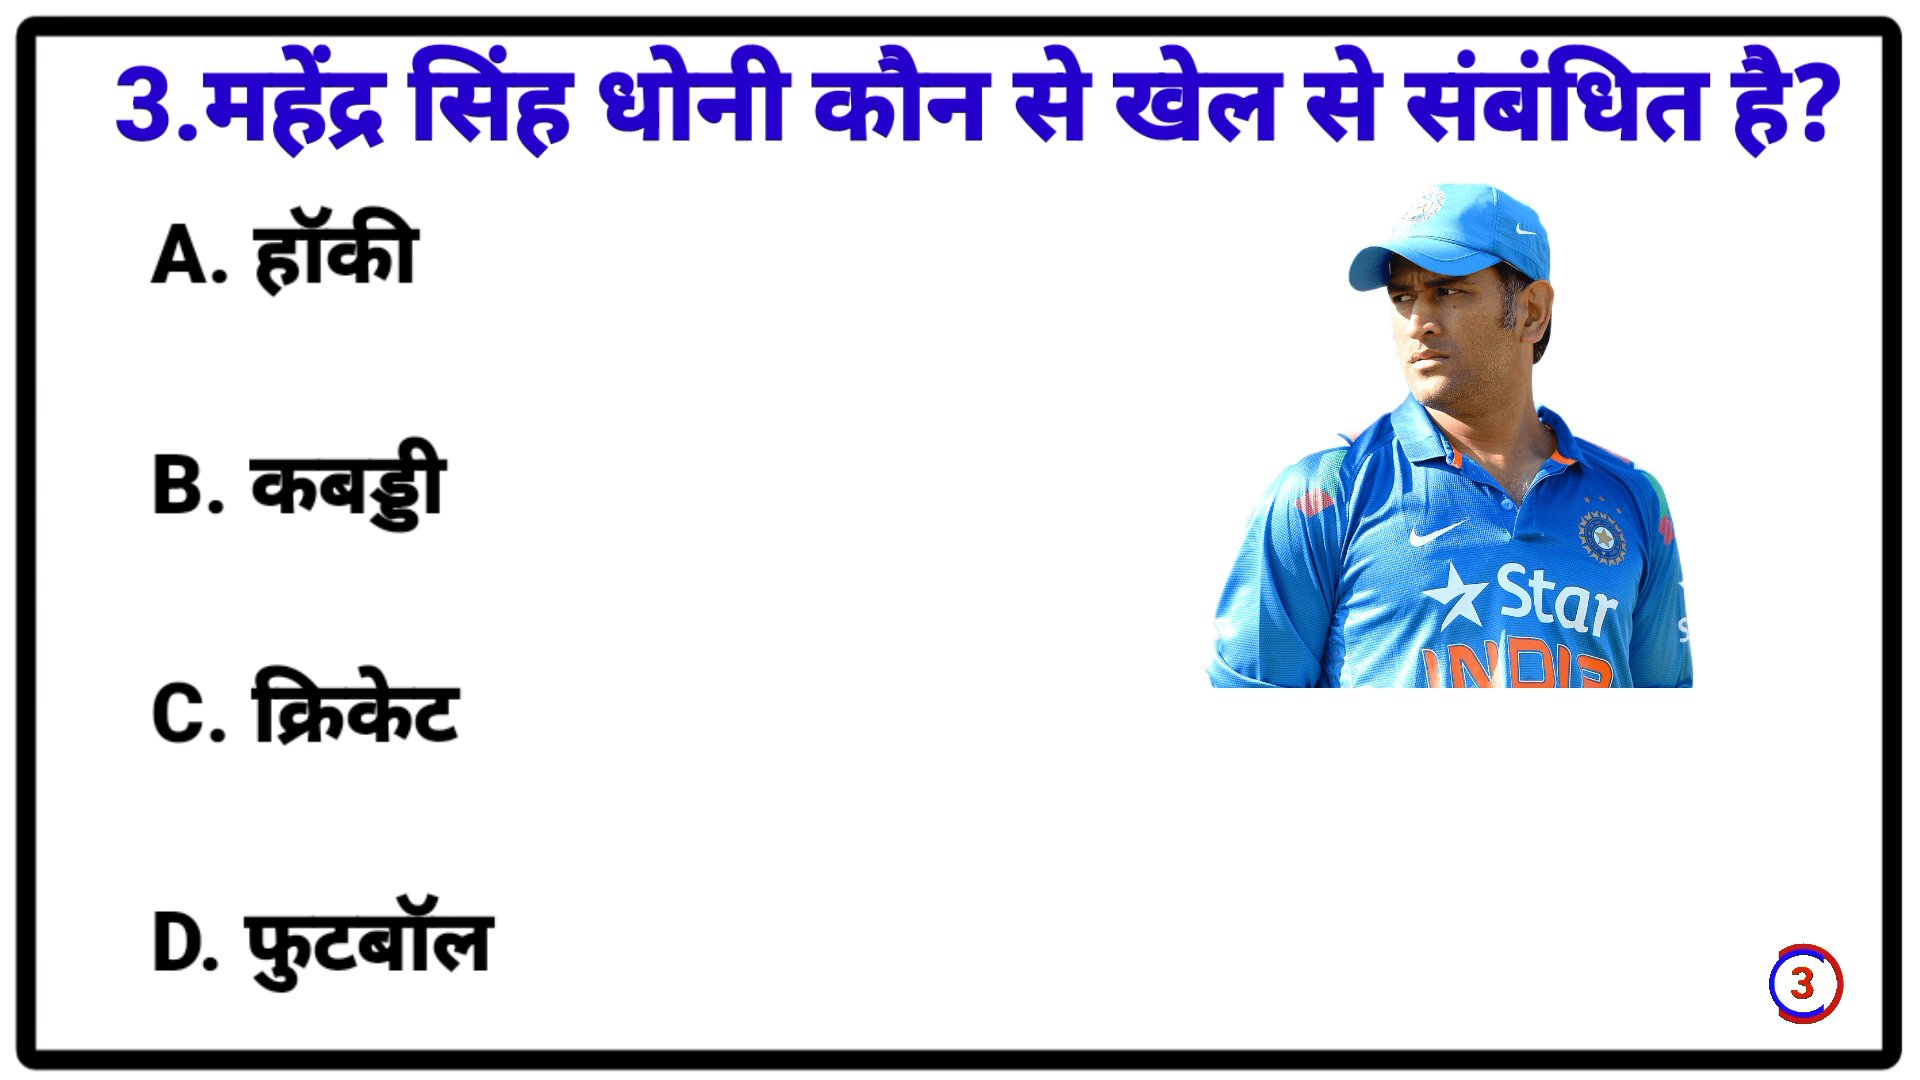 3.महेंद्र सिंह धोनी कौन से खेल से संबंधित है?
A. हॉकी
B. कबड्डी
C. क्रिकेट
D. फुटबॉल
Star
INDIA
3